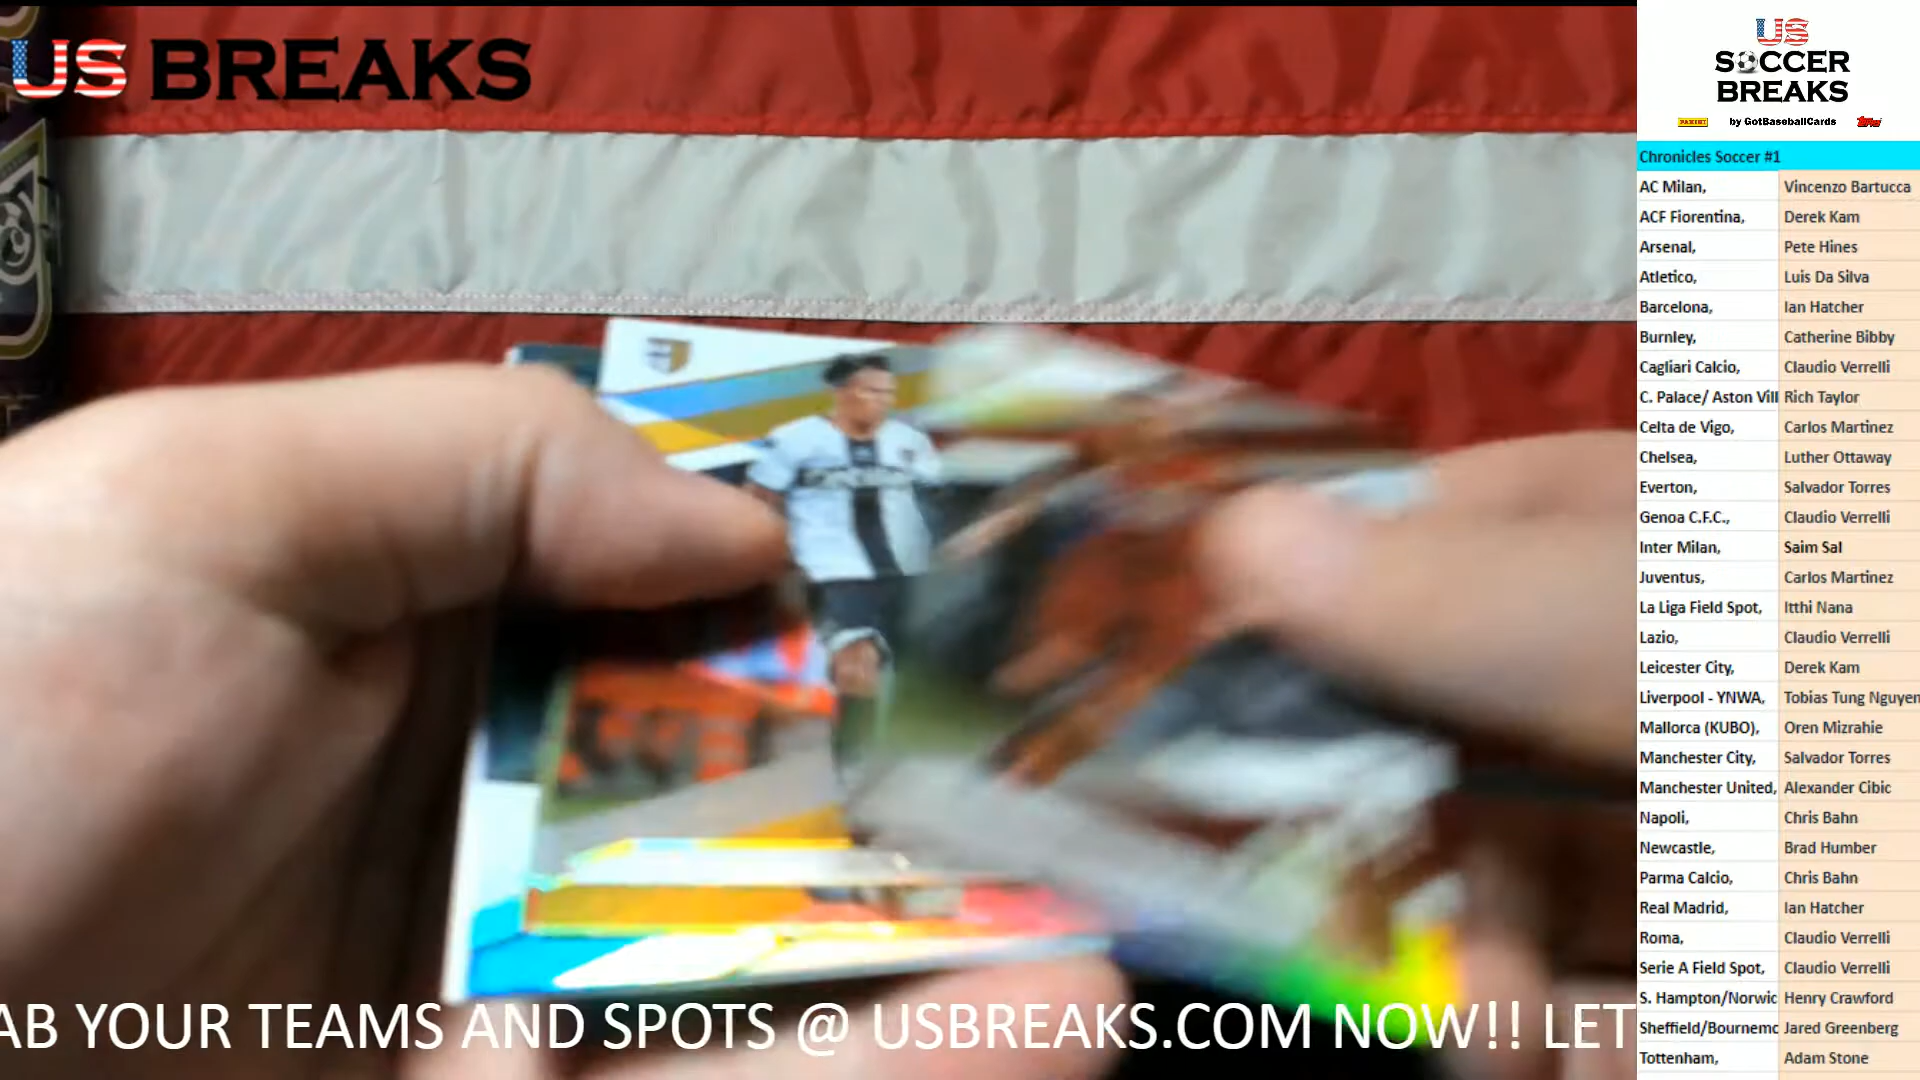 US BREAKS
US
SOCCER
BREAKS
PANINI by GotBaseballCards Topps
Chronicles Soccer #1
AC Milan, Vincenzo Bartucca
ACF Fiorentina, Derek Kam
Arsenal, Pete Hines
Atletico, Luis Da Silva
Barcelona, Ian Hatcher
Burnley, Catherine Bibby
Cagliari Calcio, Claudio Verrelli
C. Palace/ Aston Vill Rich Taylor
Celta de Vigo, Carlos Martinez
Chelsea, Luther Ottaway
Everton, Salvador Torres
Genoa C.F.C., Claudio Verrelli
Inter Milan, Saim Sal
Juventus, Carlos Martinez
La Liga Field Spot, Itthi Nana
Lazio, Claudio Verrelli
Leicester City, Derek Kam
Liverpool - YNWA, Tobias Tung Nguyen
Mallorca (KUBO), Oren Mizrahie
Manchester City, Salvador Torres
Manchester United, Alexander Cibic
Napoli, Chris Bahn
Newcastle, Brad Humber
Parma Calcio, Chris Bahn
Real Madrid, Ian Hatcher
Roma, Claudio Verrelli
Serie A Field Spot, Claudio Verrelli
S. Hampton/Norwic Henry Crawford
Sheffield/Bournemo Jared Greenberg
Tottenham, Adam Stone
AB YOUR TEAMS AND SPOTS @ USBREAKS.COM NOW!! LET